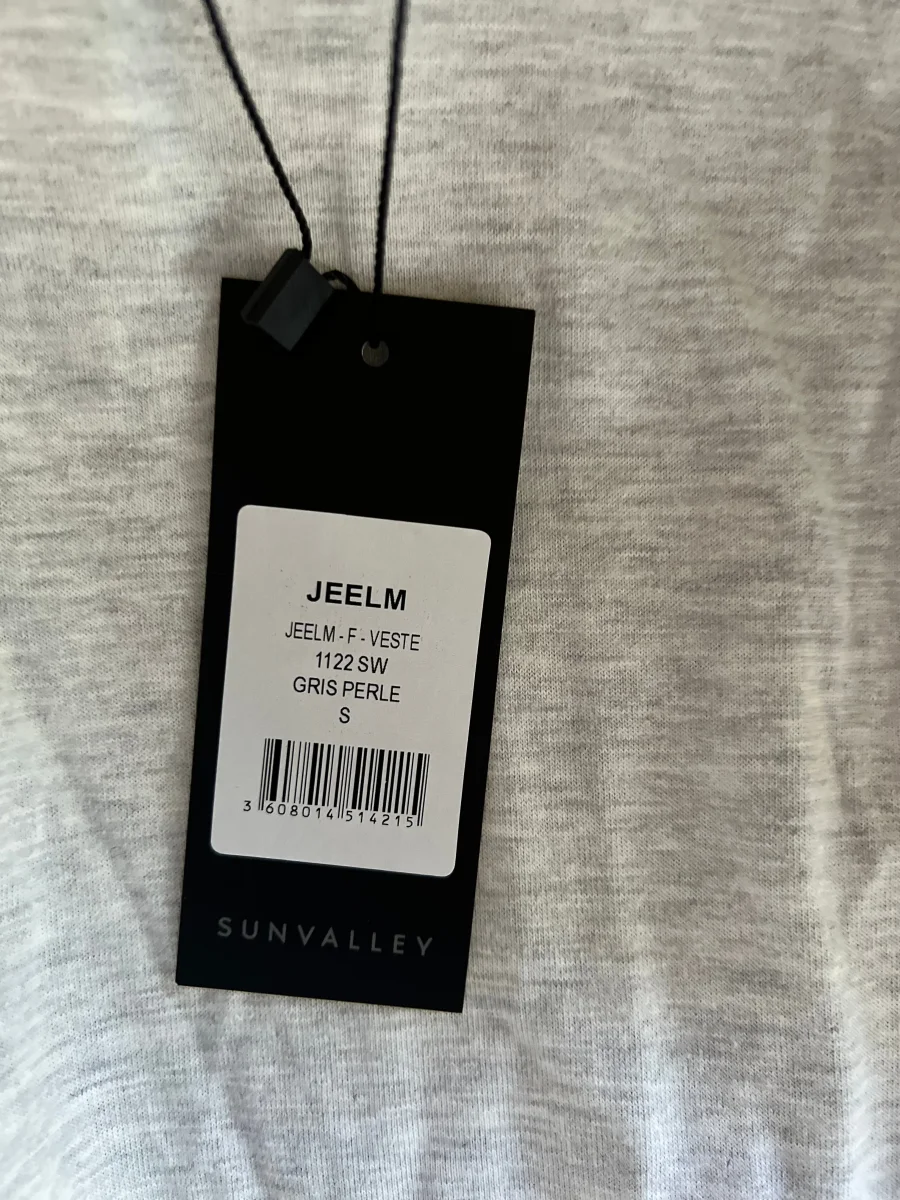 JEELM
JEELM - F - VESTE
1122 SW
GRIS PERLE
S
3 608014 514215
SUNVALLEY